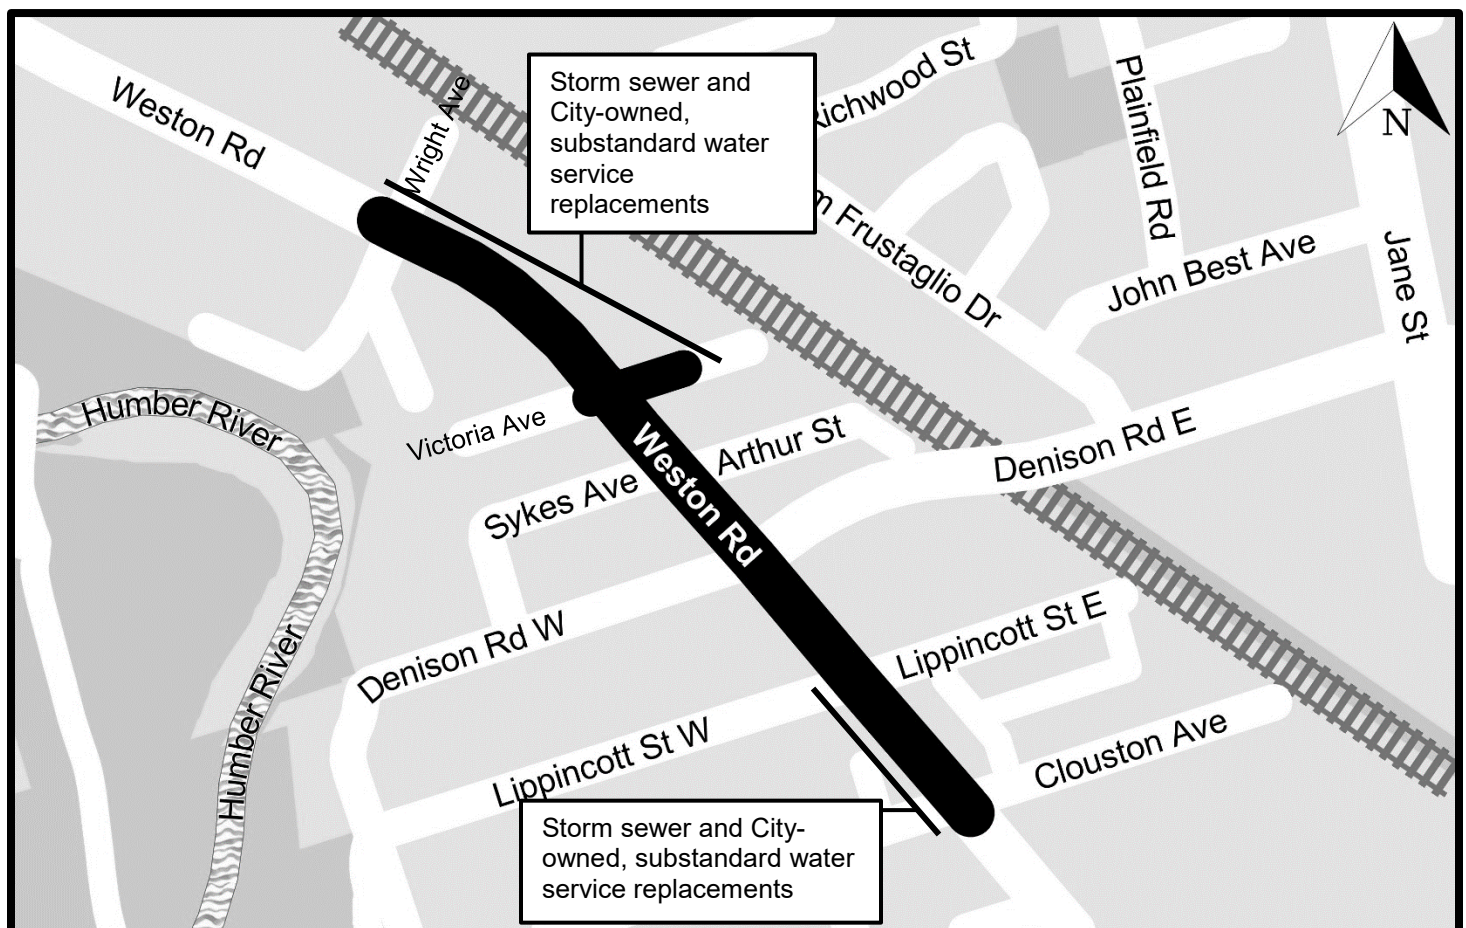 Storm sewer and
City-owned,
substandard water
service
replacements
Richwood St
Plainfield Rd
N
Weston Rd
Wright Ave
m Frustaglio Dr
John Best Ave
Jane St
Humber River
Victoria Ave
Arthur St
Sykes Ave
Weston Rd
Denison Rd E
Denison Rd W
Lippincott St E
Humber River
Lippincott St W
Clouston Ave
Storm sewer and City-
owned, substandard water
service replacements